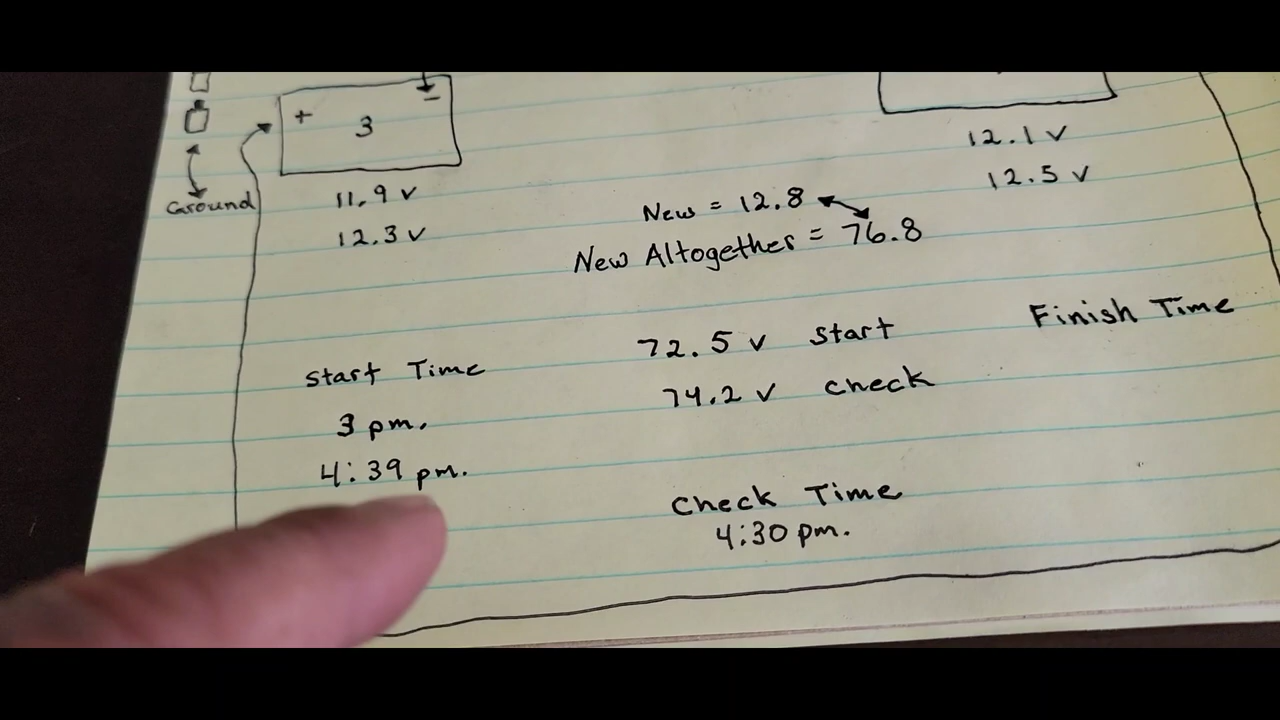 + 3 -
Ground
11.9 v
12.3 v
12.1 v
12.5 v
New = 12.8
New Altogether = 76.8
72.5 v Start
74.2 v Check
Finish Time
Start Time
3 pm.
4:39 pm.
Check Time
4:30 pm.